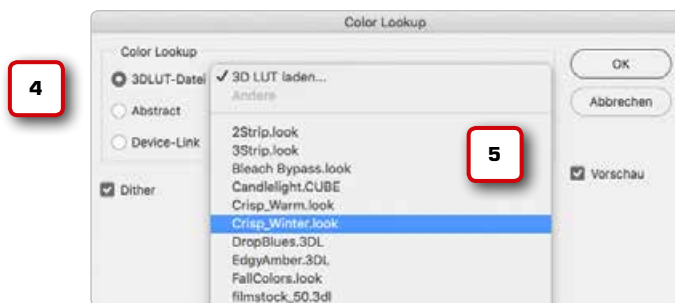 Color Lookup
Color Lookup
4
3DLUT-Datei
✓ 3D LUT laden...
OK
Andere
Abstract
Abbrechen
Device-Link
2Strip.look
3Strip.look
5
Bleach Bypass.look
Vorschau
Dither
Candlelight.CUBE
Crisp_Warm.look
Crisp_Winter.look
DropBlues.3DL
EdgyAmber.3DL
FallColors.look
filmstock_50.3dl